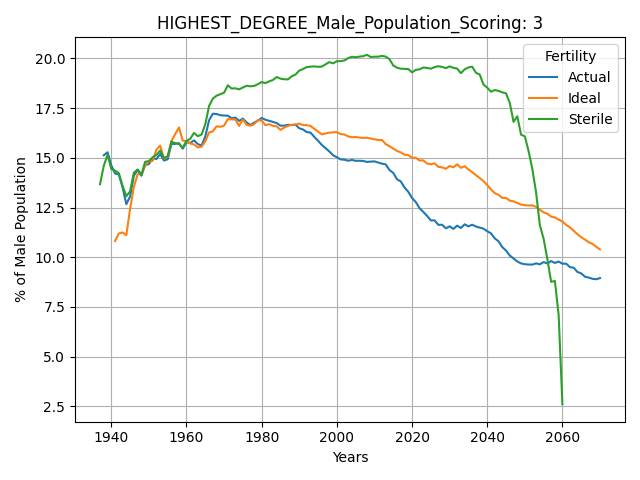 HIGHEST_DEGREE_Male_Population_Scoring: 3
Fertility
Actual
Ideal
Sterile
% of Male Population
20.0
17.5
15.0
12.5
10.0
7.5
5.0
2.5
1940 1960 1980 2000 2020 2040 2060
Years